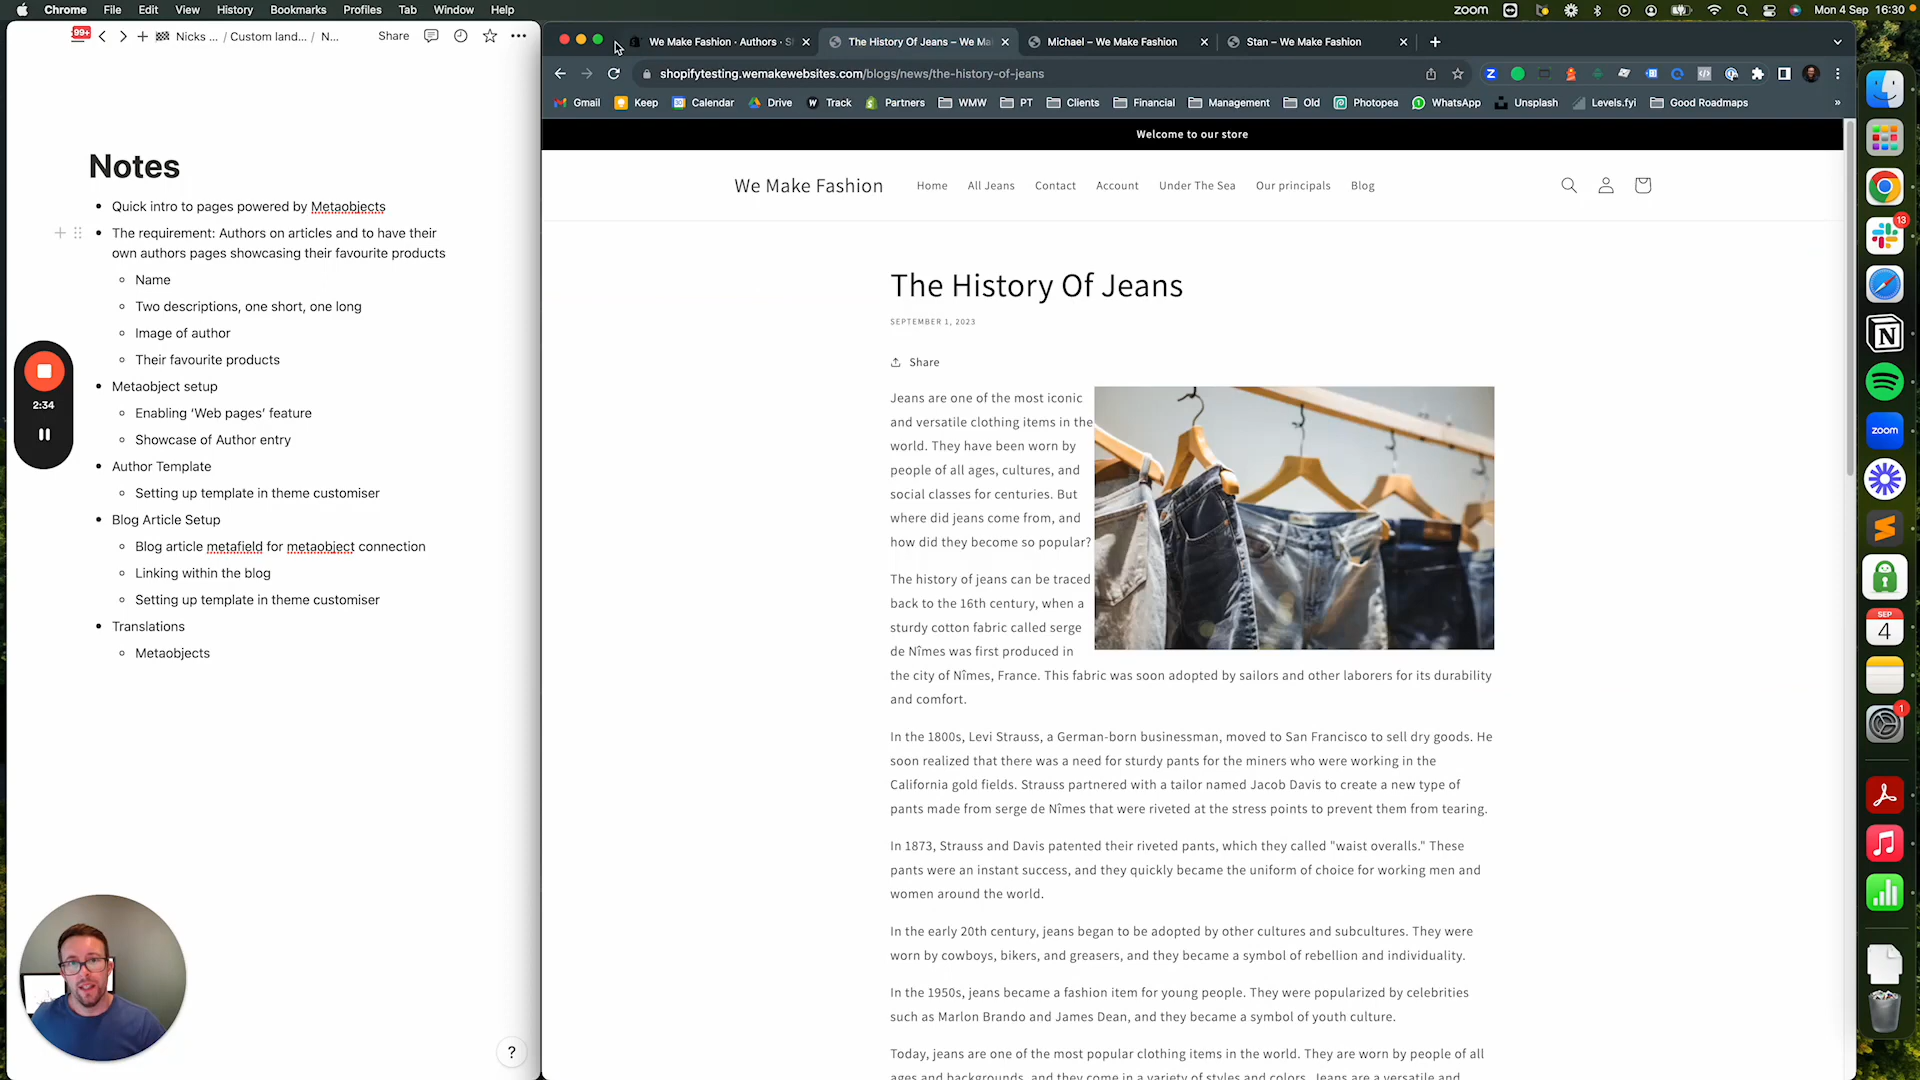 Chrome File Edit View History Bookmarks Profiles Tab Window Help
zoom Mon 4 Sep 16:30
99+ Nicks ... / Custom land... / N... Share
We Make Fashion · Authors · S
The History Of Jeans – We Ma
Michael – We Make Fashion
Stan – We Make Fashion
shopifytesting.wemakewebsites.com/blogs/news/the-history-of-jeans
Gmail Keep Calendar Drive Track Partners WMW PT Clients Financial Management Old Photopea WhatsApp Unsplash Levels.fyi Good Roadmaps »
Notes
Quick intro to pages powered by Metaobjects
The requirement: Authors on articles and to have their
own authors pages showcasing their favourite products
Name
Two descriptions, one short, one long
Image of author
Their favourite products
Metaobject setup
Enabling ‘Web pages’ feature
Showcase of Author entry
Author Template
Setting up template in theme customiser
Blog Article Setup
Blog article metafield for metaobject connection
Linking within the blog
Setting up template in theme customiser
Translations
Metaobjects
2:34
?
Welcome to our store
We Make Fashion Home All Jeans Contact Account Under The Sea Our principals Blog
The History Of Jeans
SEPTEMBER 1, 2023
Share
Jeans are one of the most iconic
and versatile clothing items in the
world. They have been worn by
people of all ages, cultures, and
social classes for centuries. But
where did jeans come from, and
how did they become so popular?
The history of jeans can be traced
back to the 16th century, when a
sturdy cotton fabric called serge
de Nîmes was first produced in
the city of Nîmes, France. This fabric was soon adopted by sailors and other laborers for its durability
and comfort.
In the 1800s, Levi Strauss, a German-born businessman, moved to San Francisco to sell dry goods. He
soon realized that there was a need for sturdy pants for the miners who were working in the
California gold fields. Strauss partnered with a tailor named Jacob Davis to create a new type of
pants made from serge de Nîmes that were riveted at the stress points to prevent them from tearing.
In 1873, Strauss and Davis patented their riveted pants, which they called "waist overalls." These
pants were an instant success, and they quickly became the uniform of choice for working men and
women around the world.
In the early 20th century, jeans began to be adopted by other cultures and subcultures. They were
worn by cowboys, bikers, and greasers, and they became a symbol of rebellion and individuality.
In the 1950s, jeans became a fashion item for young people. They were popularized by celebrities
such as Marlon Brando and James Dean, and they became a symbol of youth culture.
Today, jeans are one of the most popular clothing items in the world. They are worn by people of all
ages and backgrounds, and they come in a variety of styles and colors. Jeans are a versatile and
13
zoom
SEP
4
1